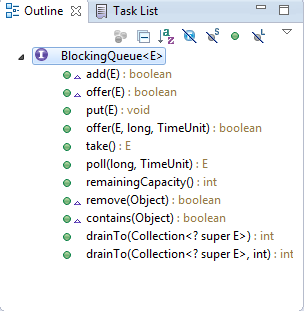 Outline
Task List
BlockingQueue<E>
add(E) : boolean
offer(E) : boolean
put(E) : void
offer(E, long, TimeUnit) : boolean
take() : E
poll(long, TimeUnit) : E
remainingCapacity() : int
remove(Object) : boolean
contains(Object) : boolean
drainTo(Collection<? super E>) : int
drainTo(Collection<? super E>, int) : int